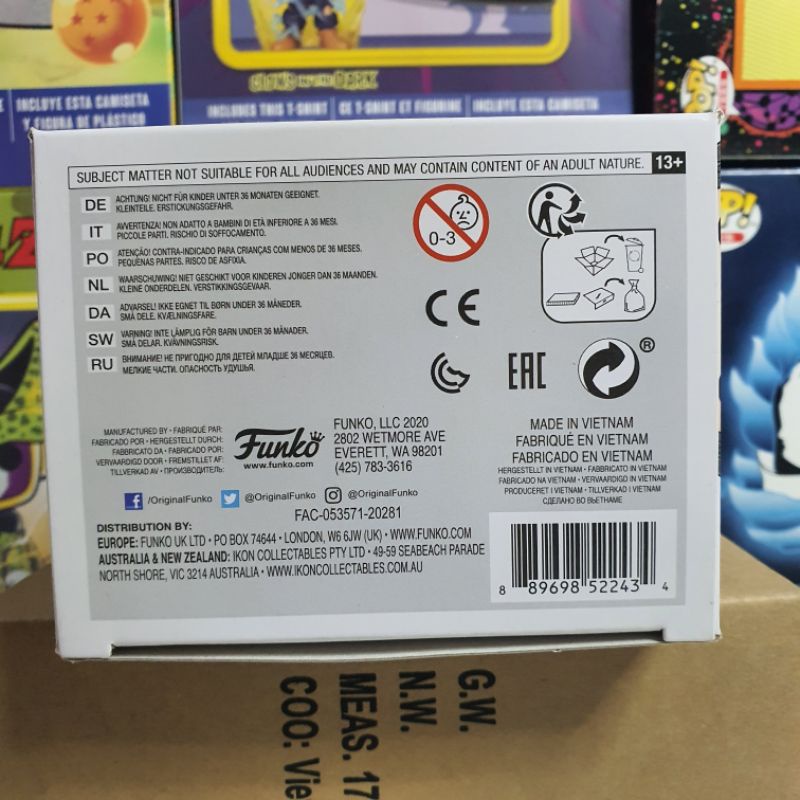 INCLUYE ESTA CAMISETA
Y FIGURA DE PLÁSTICO
GLOWS IN THE DARK
INCLUDES THIS T-SHIRT | CE T-SHIRT ET FIGURINE | INCLUYE ESTA CAMISETA
POP!
POP!
Z
SUBJECT MATTER NOT SUITABLE FOR ALL AUDIENCES AND MAY CONTAIN CONTENT OF AN ADULT NATURE. 13+
DE ACHTUNG! NICHT FÜR KINDER UNTER 36 MONATEN GEEIGNET.
KLEINTEILE. ERSTICKUNGSGEFAHR.
IT AVVERTENZA! NON ADATTO A BAMBINI DI ETÀ INFERIORE A 36 MESI.
PICCOLE PARTI. RISCHIO DI SOFFOCAMENTO.
PO ATENÇÃO! CONTRA-INDICADO PARA CRIANÇAS COM MENOS DE 36 MESES.
PEQUENAS PARTES. RISCO DE ASFIXIA.
NL WAARSCHUWING! NIET GESCHIKT VOOR KINDEREN JONGER DAN 36 MAANDEN.
KLEINE ONDERDELEN. VERSTIKKINGSGEVAAR.
DA ADVARSEL! IKKE EGNET TIL BØRN UNDER 36 MÅNEDER.
SMÅ DELE. KVÆLNINGSFARE.
SW VARNING! INTE LÄMPLIG FÖR BARN UNDER 36 MÅNADER.
SMÅ DELAR. KVÄVNINGSRISK.
RU ВНИМАНИЕ! НЕ ПРИГОДНО ДЛЯ ДЕТЕЙ МЛАДШЕ 36 МЕСЯЦЕВ.
МЕЛКИЕ ЧАСТИ. ОПАСНОСТЬ УДУШЬЯ.
0-3
CE
EAC
®
MANUFACTURED BY • FABRIQUÉ PAR:
FABRICADO POR • HERGESTELLT DURCH:
FABBRICATO DA • FABRICADO POR:
VERVAARDIGD DOOR • FREMSTILLET AF:
TILLVERKAD AV • ПРОИЗВОДИТЕЛЬ:
Funko
www.funko.com
FUNKO, LLC 2020
2802 WETMORE AVE
EVERETT, WA 98201
(425) 783-3616
MADE IN VIETNAM
FABRIQUÉ EN VIETNAM
FABRICADO EN VIETNAM
HERGESTELLT IN VIETNAM • FABBRICATO IN VIETNAM
FABRICADO NA VIETNAM • VERVAARDIGD IN VIETNAM
PRODUCERET I VIETNAM • TILLVERKAD I VIETNAM
СДЕЛАНО ВО ВЬЕТНАМЕ
f /OriginalFunko @OriginalFunko @OriginalFunko
FAC-053571-20281
DISTRIBUTION BY:
EUROPE: FUNKO UK LTD • PO BOX 74644 • LONDON, W6 6JW (UK) • WWW.FUNKO.COM
AUSTRALIA & NEW ZEALAND: IKON COLLECTABLES PTY LTD • 49-59 SEABEACH PARADE
NORTH SHORE, VIC 3214 AUSTRALIA • WWW.IKONCOLLECTABLES.COM.AU
8 89698 52243 4
G.W.
N.W.
MEAS. 17
COO: Vie